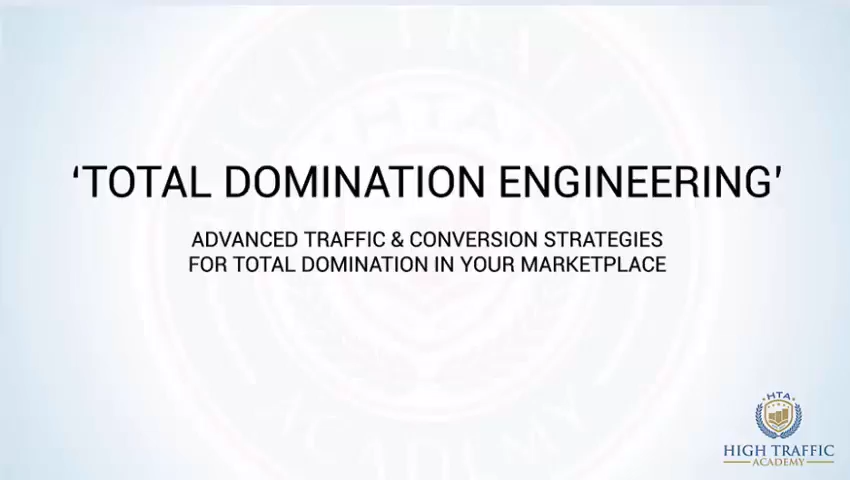 ‘TOTAL DOMINATION ENGINEERING’
ADVANCED TRAFFIC & CONVERSION STRATEGIES
FOR TOTAL DOMINATION IN YOUR MARKETPLACE
HTA
HIGH TRAFFIC
ACADEMY